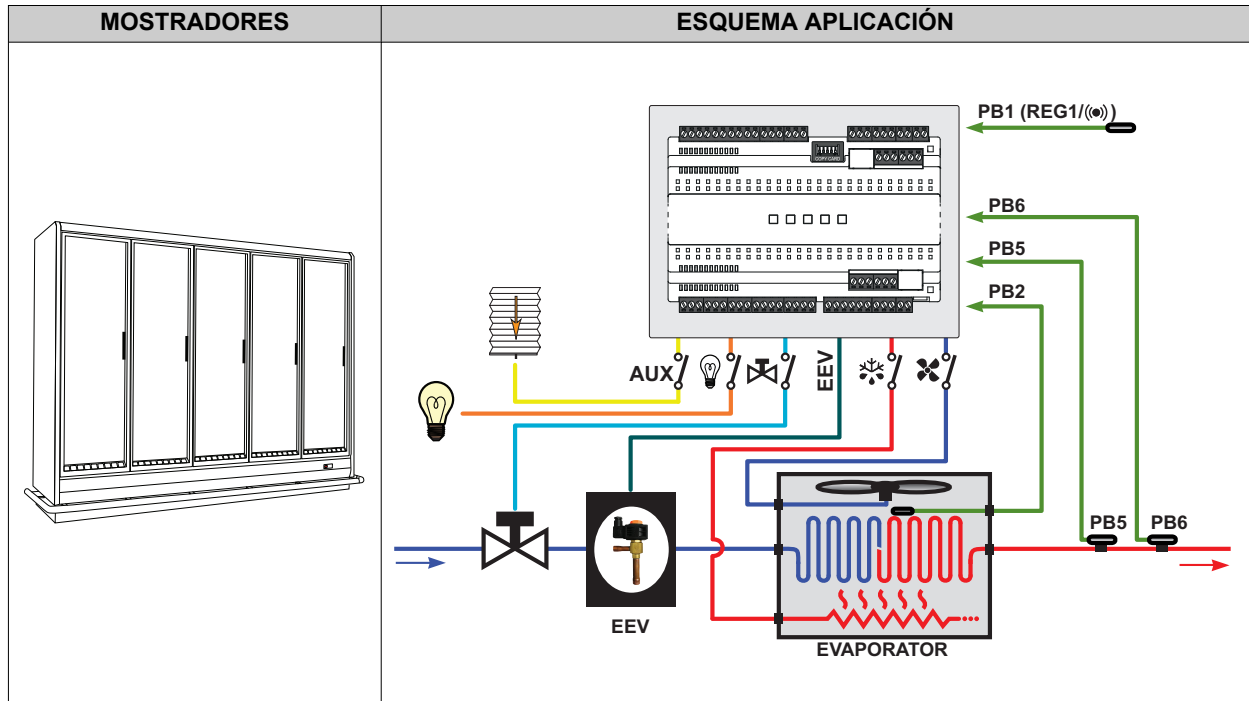 MOSTRADORES
ESQUEMA APLICACIÓN
PB1 (REG1/ )
COPY CARD
PB6
PB5
PB2
AUX
EEV
PB5
PB6
EEV
EVAPORATOR